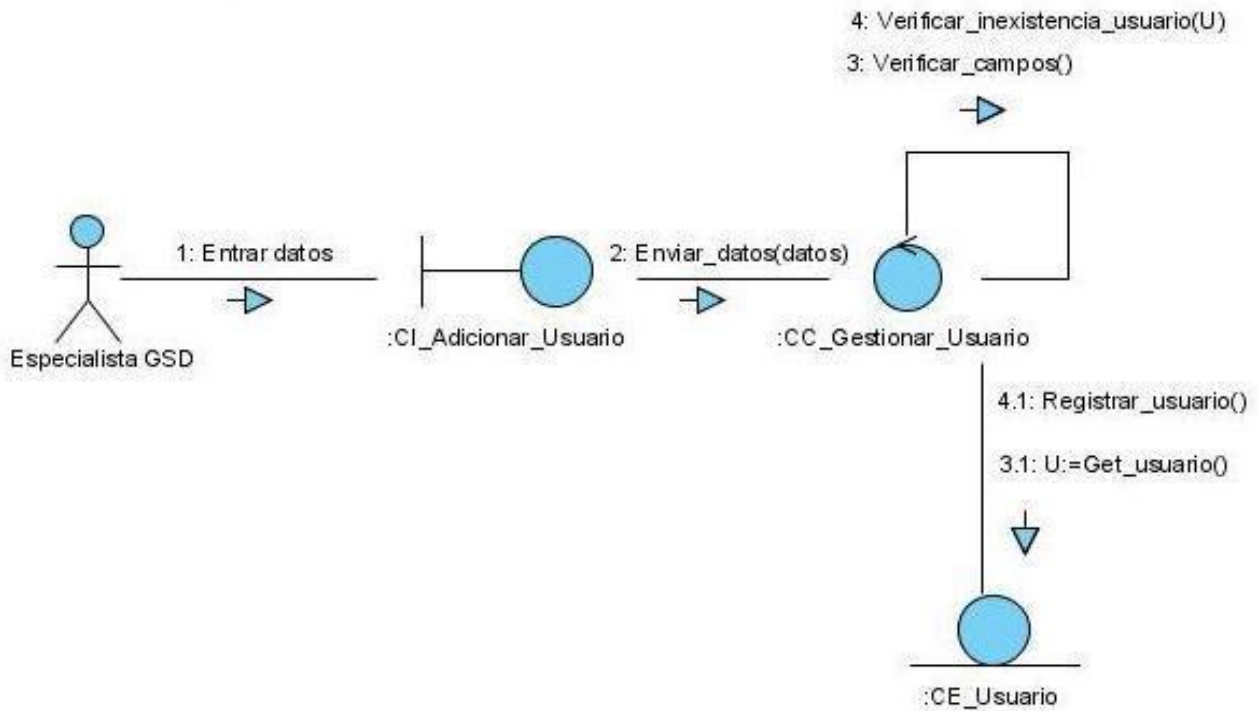 4: Verificar_inexistencia_usuario(U)
3: Verificar_campos()
1: Entrar datos
2: Enviar_datos(datos)
Especialista GSD
:CI_Adicionar_Usuario
:CC_Gestionar_Usuario
4.1: Registrar_usuario()
3.1: U:=Get_usuario()
:CE_Usuario